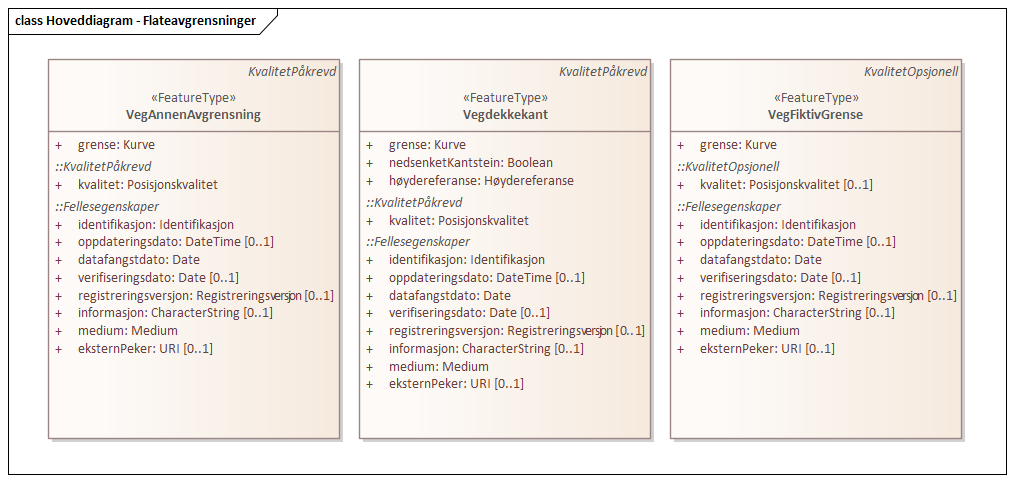 class Hoveddiagram - Flateavgrensninger
KvalitetPåkrevd
«FeatureType»
VegAnnenAvgrensning
+ grense: Kurve
::KvalitetPåkrevd
+ kvalitet: Posisjonskvalitet
::Fellesegenskaper
+ identifikasjon: Identifikasjon
+ oppdateringsdato: DateTime [0..1]
+ datafangstdato: Date
+ verifiseringsdato: Date [0..1]
+ registreringsversjon: Registreringsversjon [0..1]
+ informasjon: CharacterString [0..1]
+ medium: Medium
+ eksternPeker: URI [0..1]
KvalitetPåkrevd
«FeatureType»
Vegdekkekant
+ grense: Kurve
+ nedsenketKantstein: Boolean
+ høydereferanse: Høydereferanse
::KvalitetPåkrevd
+ kvalitet: Posisjonskvalitet
::Fellesegenskaper
+ identifikasjon: Identifikasjon
+ oppdateringsdato: DateTime [0..1]
+ datafangstdato: Date
+ verifiseringsdato: Date [0..1]
+ registreringsversjon: Registreringsversjon [0..1]
+ informasjon: CharacterString [0..1]
+ medium: Medium
+ eksternPeker: URI [0..1]
KvalitetOpsjonell
«FeatureType»
VegFiktivGrense
+ grense: Kurve
::KvalitetOpsjonell
+ kvalitet: Posisjonskvalitet [0..1]
::Fellesegenskaper
+ identifikasjon: Identifikasjon
+ oppdateringsdato: DateTime [0..1]
+ datafangstdato: Date
+ verifiseringsdato: Date [0..1]
+ registreringsversjon: Registreringsversjon [0..1]
+ informasjon: CharacterString [0..1]
+ medium: Medium
+ eksternPeker: URI [0..1]